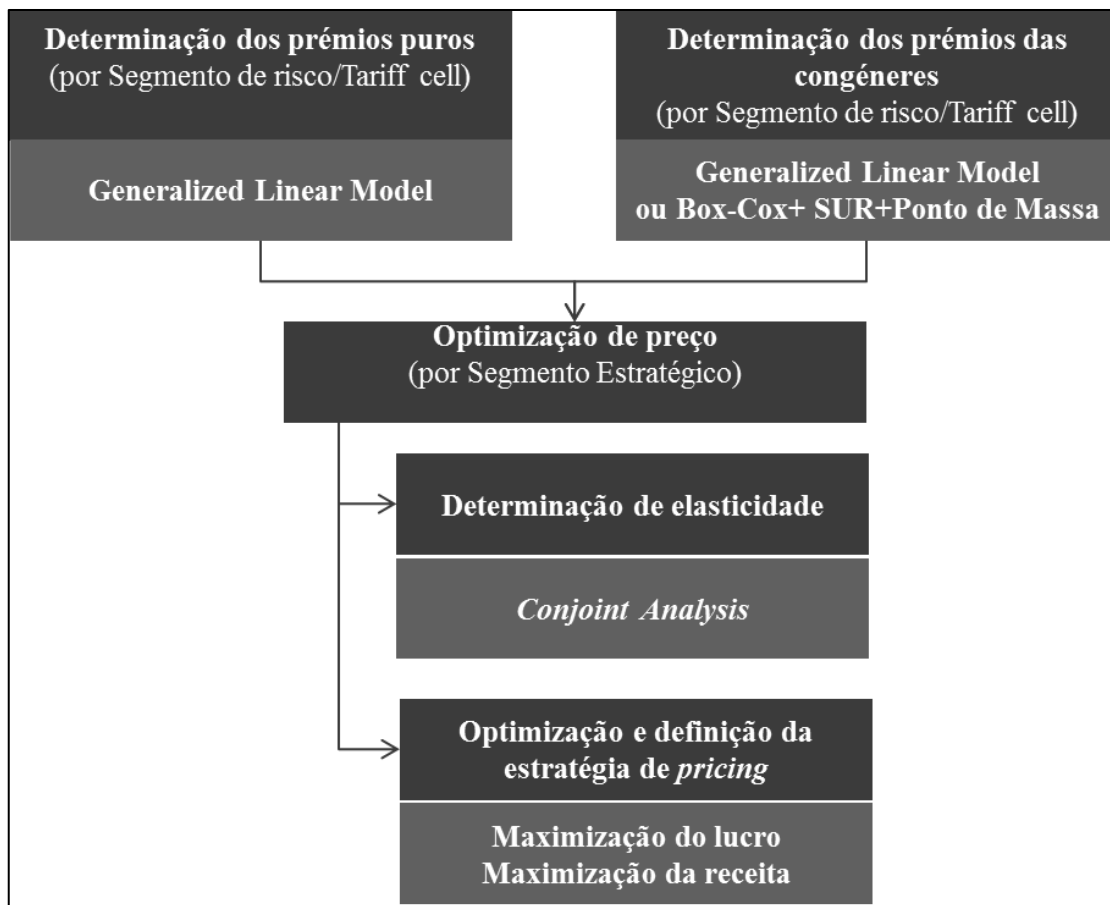 Determinação dos prémios puros
(por Segmento de risco/Tariff cell)
Generalized Linear Model
Determinação dos prémios das
congéneres
(por Segmento de risco/Tariff cell)
Generalized Linear Model
ou Box-Cox+ SUR+Ponto de Massa
Optimização de preço
(por Segmento Estratégico)
Determinação de elasticidade
Conjoint Analysis
Optimização e definição da
estratégia de pricing
Maximização do lucro
Maximização da receita